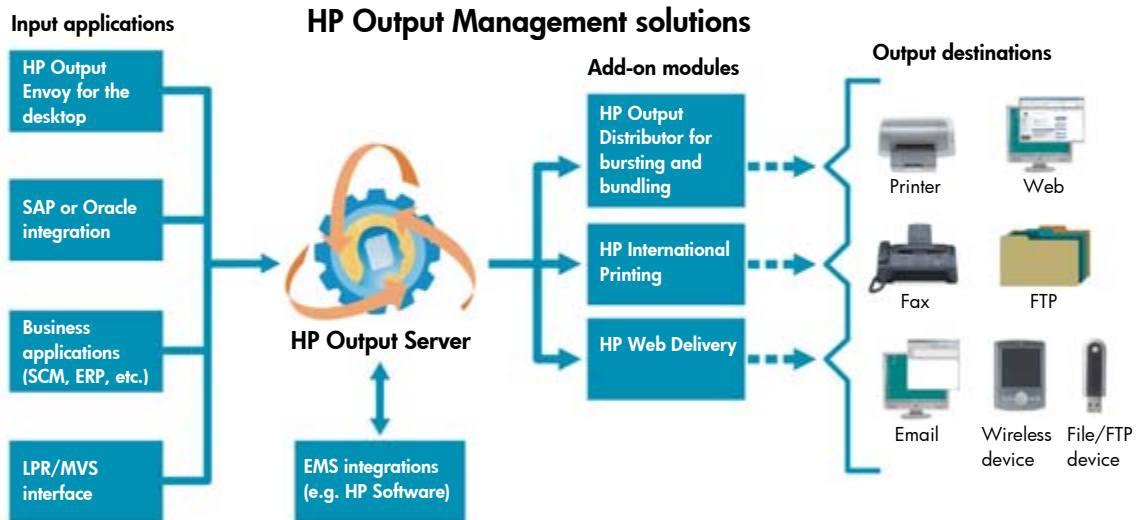 HP Output Management solutions
Input applications
HP Output
Envoy for the
desktop
SAP or Oracle
integration
Business
applications
(SCM, ERP, etc.)
LPR/MVS
interface
HP Output Server
EMS integrations
(e.g. HP Software)
Add-on modules
HP Output
Distributor for
bursting and
bundling
HP International
Printing
HP Web Delivery
Output destinations
Printer
Web
Fax
FTP
Email
Wireless
device
File/FTP
device